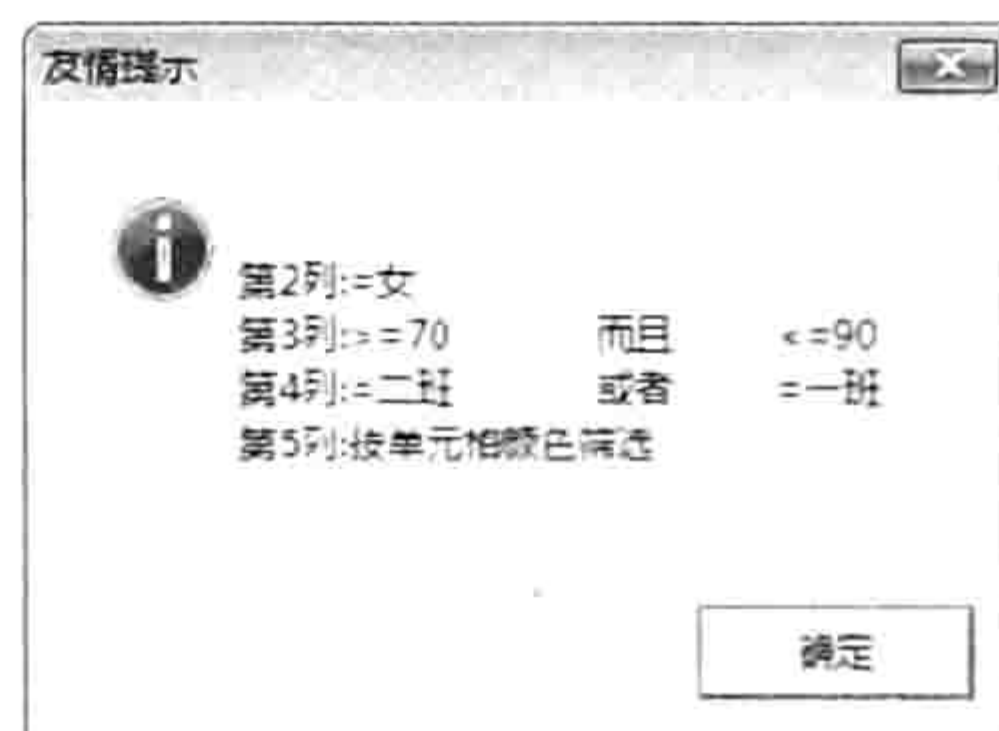 友情提示
第2列:=女
第3列:>=70 而且 <=90
第4列:=二班 或者 =一班
第5列:按单元格颜色筛选
确定